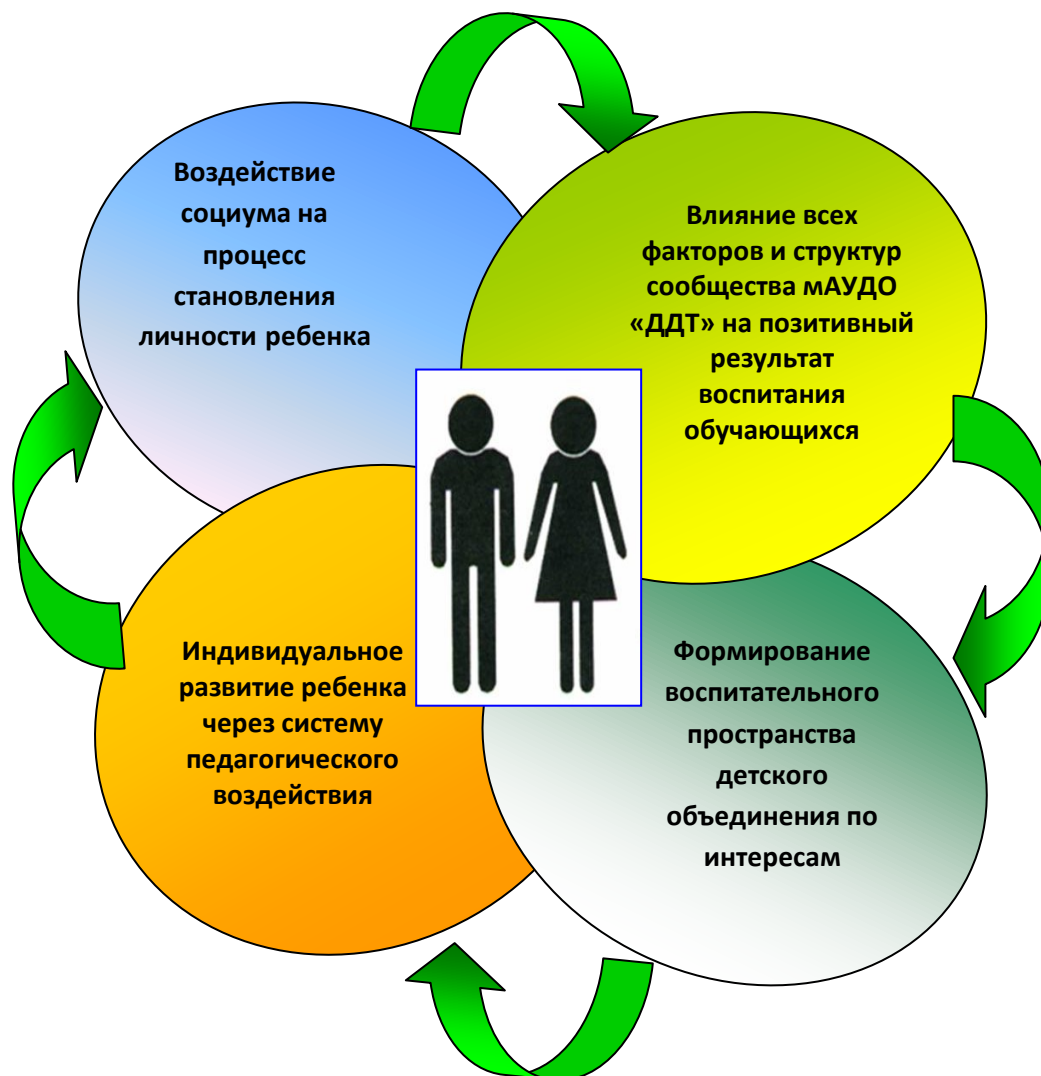 Воздействие
социума на
процесс
становления
личности ребенка
Влияние всех
факторов и структур
сообщества мАУДО
«ДДТ» на позитивный
результат
воспитания
обучающихся
Индивидуальное
развитие ребенка
через систему
педагогического
воздействия
Формирование
воспитательного
пространства
детского
объединения по
интересам